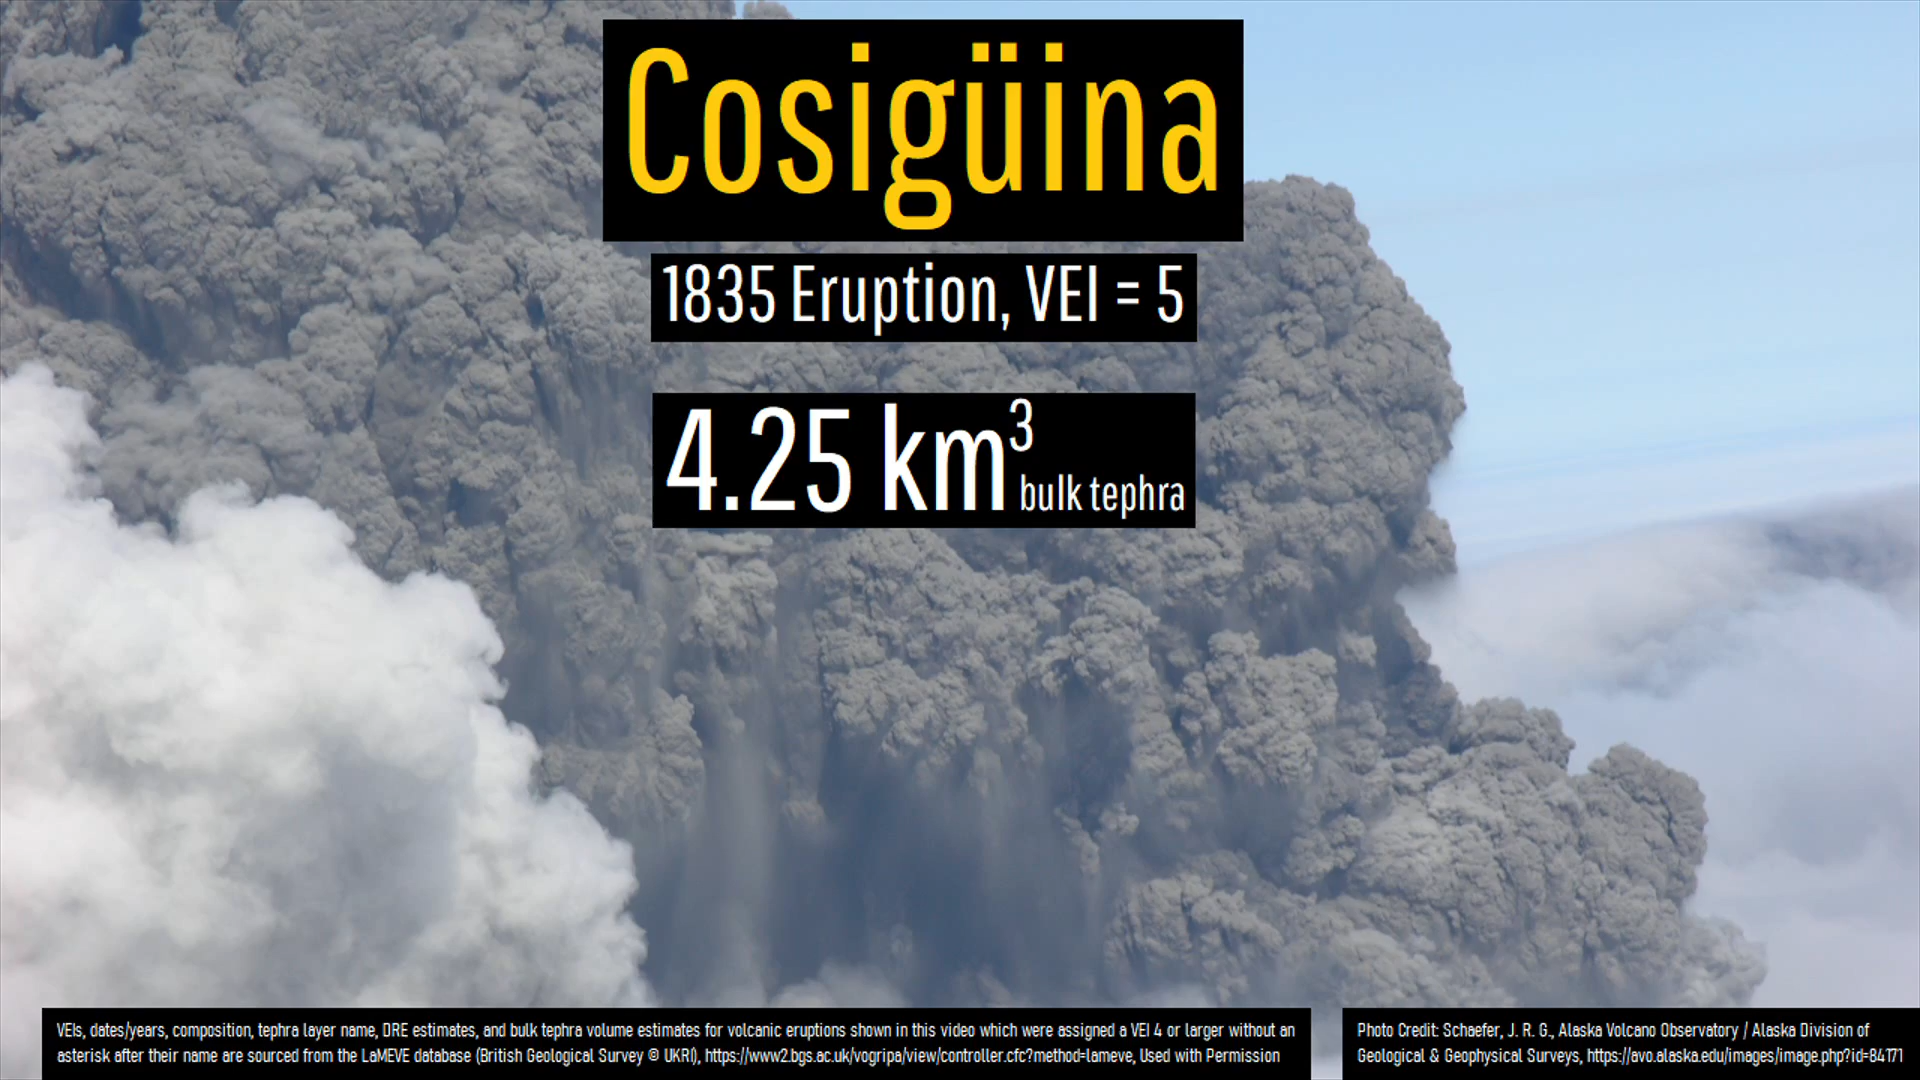 Cosigüina
1835 Eruption, VEI = 5
4.25 km³ bulk tephra
VEIs, dates/years, composition, tephra layer name, DRE estimates, and bulk tephra volume estimates for volcanic eruptions shown in this video which were assigned a VEI 4 or larger without an
asterisk after their name are sourced from the LaMEVE database (British Geological Survey © UKRI), https://www2.bgs.ac.uk/vogripa/view/controller.cfc?method=lameve, Used with Permission
Photo Credit: Schaefer, J. R. G., Alaska Volcano Observatory / Alaska Division of
Geological & Geophysical Surveys, https://avo.alaska.edu/images/image.php?id=84171